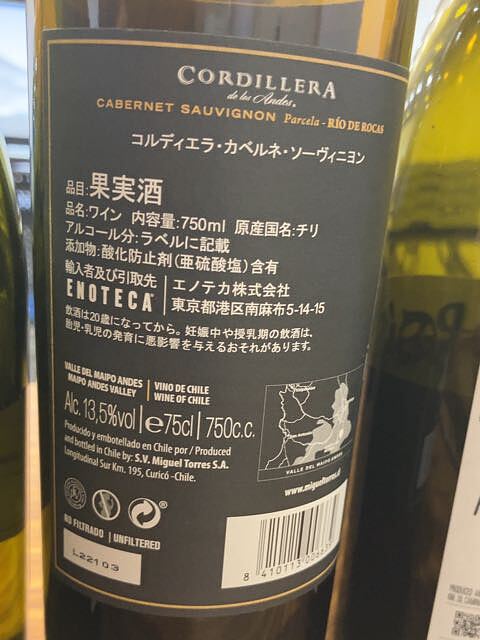 CORDILLERA
de los Andes®
CABERNET SAUVIGNON Parcela - RÍO DE ROCAS
コルディエラ・カベルネ・ソーヴィニヨン
品目:果実酒
品名:ワイン 内容量:750ml 原産国名:チリ
アルコール分:ラベルに記載
添加物:酸化防止剤(亜硫酸塩)含有
輸入者及び引取先
ENOTECA® エノテカ株式会社
東京都港区南麻布5-14-15
飲酒は20歳になってから。妊娠中や授乳期の飲酒は、
胎児・乳児の発育に悪影響を与えるおそれがあります。
VALLE DEL MAIPO ANDES | VINO DE CHILE
MAIPO ANDES VALLEY | WINE OF CHILE
Alc. 13,5%vol | e75cl | 750c.c.
Producido y embotellado en Chile por / Produced
and bottled in Chile by: S.V. Miguel Torres S.A.
Longitudinal Sur Km. 195, Curicó - Chile.
VALLE DEL MAIPO ANDES
www.migueltorres.cl
NO FILTRADO | UNFILTERED
L22103
8 410113